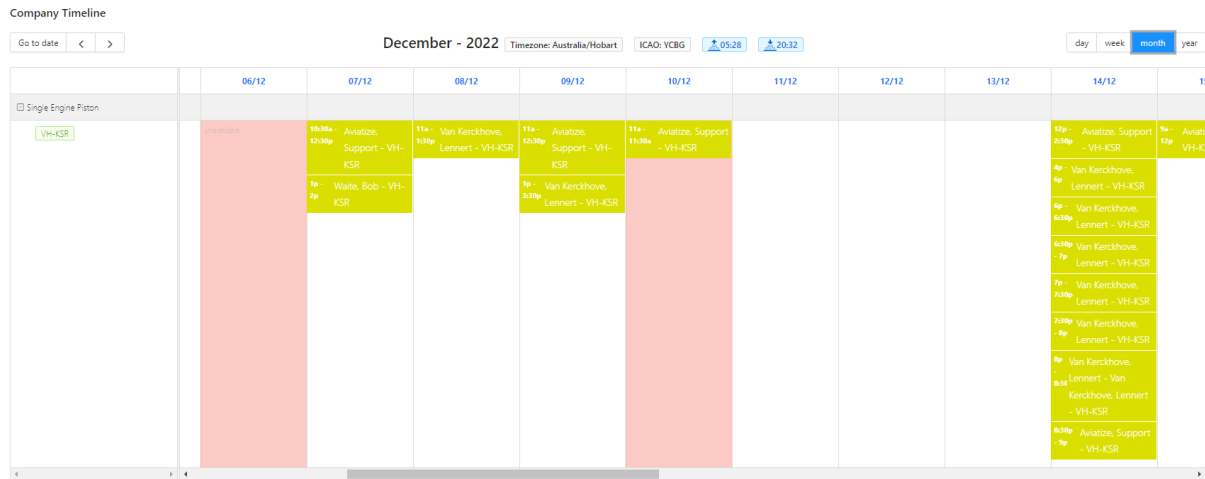 Company Timeline
Go to date < >
December - 2022 Timezone: Australia/Hobart ICAO: YCBG 05:28 20:32
day week month year
06/12 07/12 08/12 09/12 10/12 11/12 12/12 13/12 14/12
Single Engine Piston
VH-KSR
10:30a - 12:30p
Aviatize,
Support - VH-
KSR
1p - 2p
Waite, Bob - VH-
KSR
11a - 1:30p
Van Kerckhove,
Lennert - VH-KSR
11a - 12:30p
Aviatize,
Support - VH-
KSR
1p - 3:30p
Van Kerckhove,
Lennert - VH-KSR
11a - 11:30a
Aviatize, Support
- VH-KSR
12p - 2:30p
Aviatize, Support
- VH-KSR
4p - 6p
Van Kerckhove,
Lennert - VH-KSR
6p - 6:30p
Van Kerckhove,
Lennert - VH-KSR
6:30p - 7p
Van Kerckhove,
Lennert - VH-KSR
7p - 7:30p
Van Kerckhove,
Lennert - VH-KSR
7:30p - 8p
Van Kerckhove,
Lennert - VH-KSR
8p -
Van Kerckhove,
Lennert - Van
Kerckhove, Lennert
- VH-KSR
8:30p - 9p
Aviatize, Support
- VH-KSR
9a - 12p